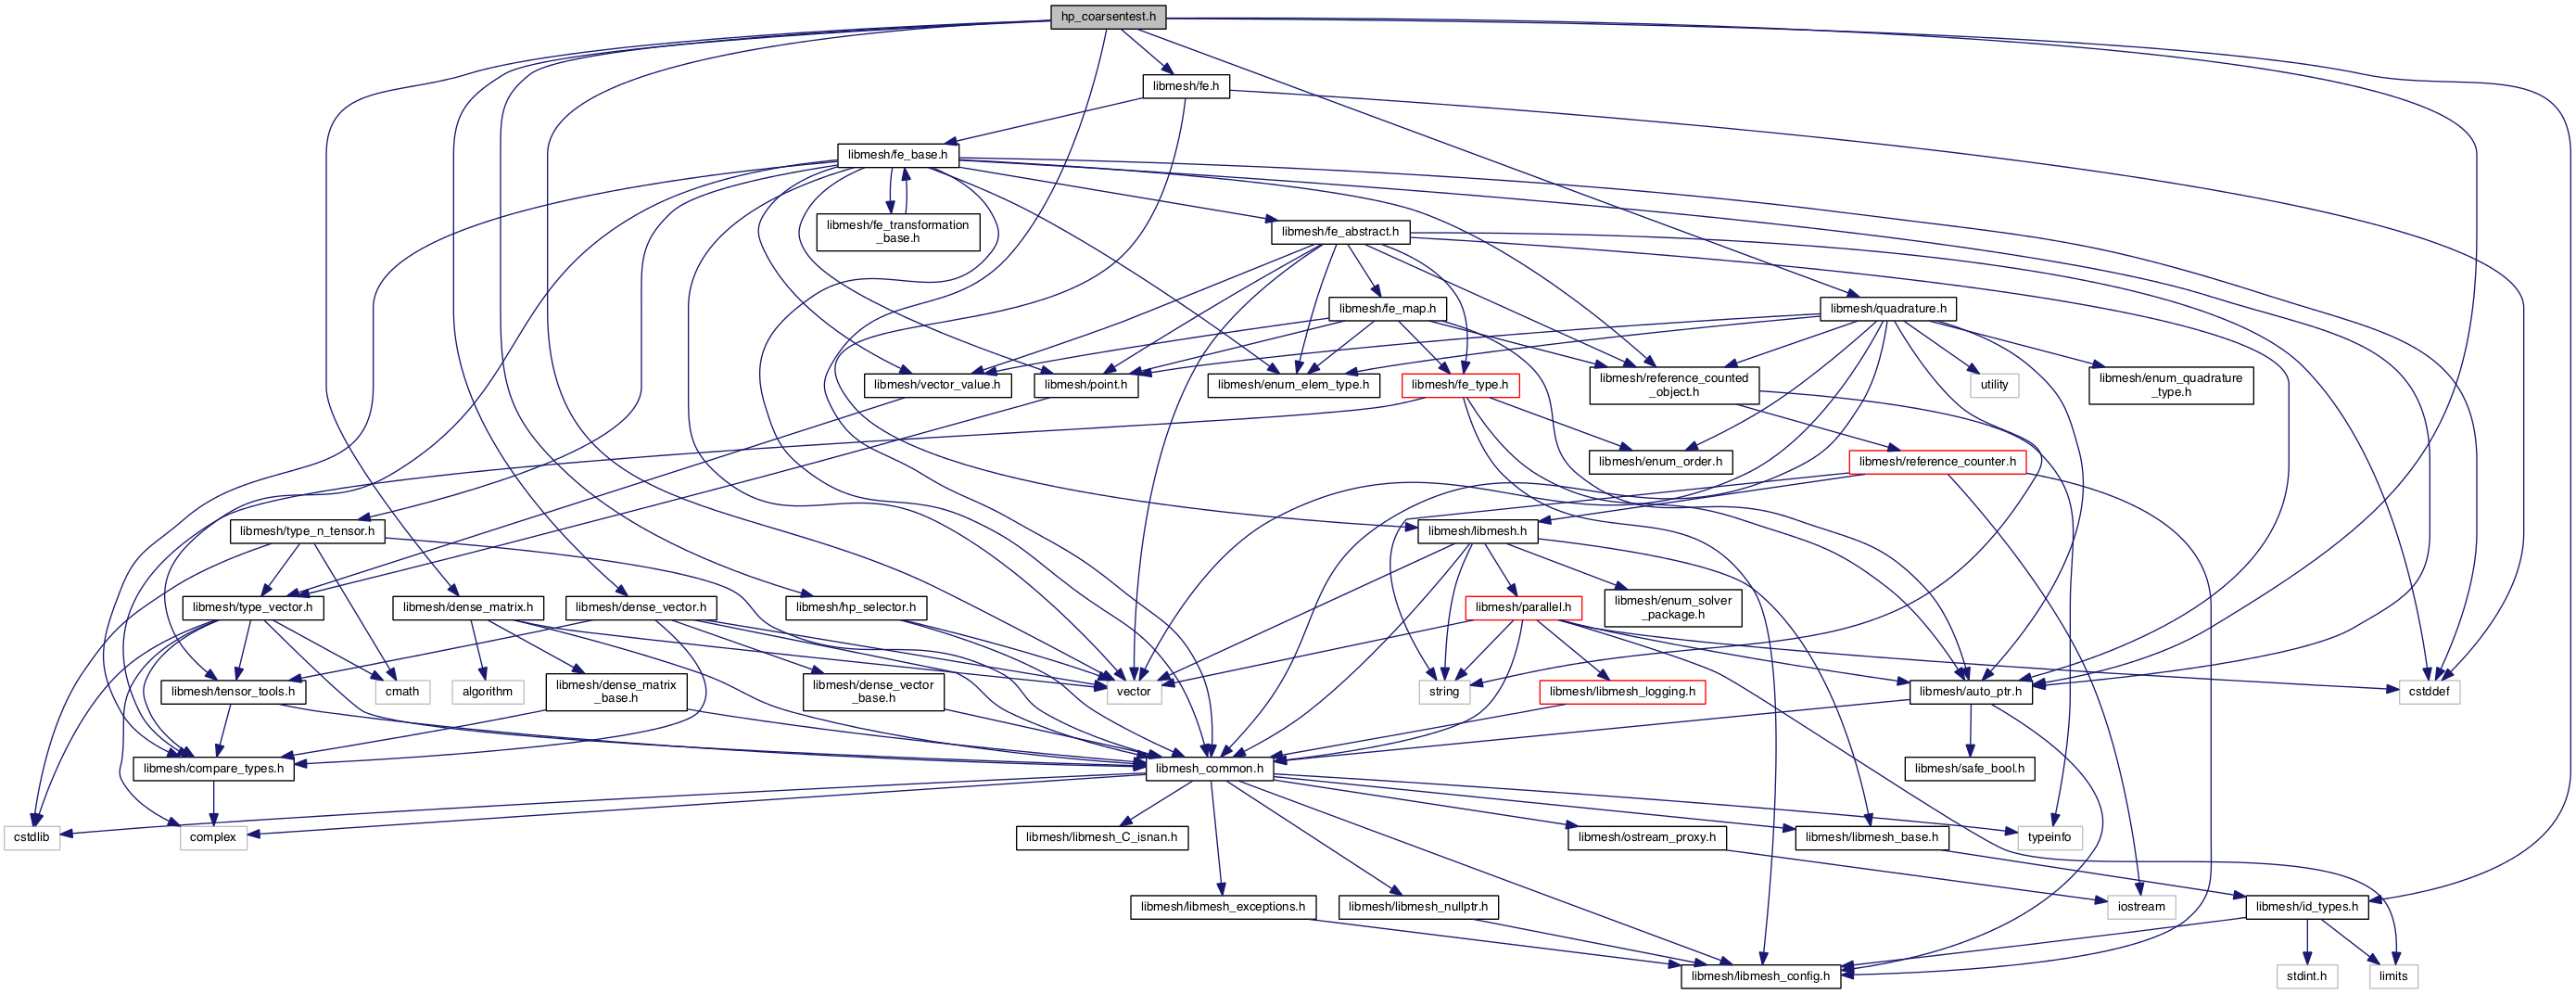 hp_coarsentest.h
libmesh/fe.h
libmesh/fe_base.h
libmesh/fe_transformation
_base.h
libmesh/fe_abstract.h
libmesh/fe_map.h
libmesh/quadrature.h
libmesh/vector_value.h
libmesh/point.h
libmesh/enum_elem_type.h
libmesh/fe_type.h
libmesh/reference_counted
_object.h
utility
libmesh/enum_quadrature
_type.h
libmesh/enum_order.h
libmesh/reference_counter.h
libmesh/type_n_tensor.h
libmesh/libmesh.h
libmesh/type_vector.h
libmesh/dense_matrix.h
libmesh/dense_vector.h
libmesh/hp_selector.h
libmesh/parallel.h
libmesh/enum_solver
_package.h
libmesh/tensor_tools.h
cmath
algorithm
libmesh/dense_matrix
_base.h
libmesh/dense_vector
_base.h
vector
string
libmesh/libmesh_logging.h
libmesh/auto_ptr.h
cstddef
libmesh/compare_types.h
libmesh_common.h
libmesh/safe_bool.h
cstdlib
complex
libmesh/libmesh_C_isnan.h
libmesh/ostream_proxy.h
libmesh/libmesh_base.h
typeinfo
libmesh/libmesh_exceptions.h
libmesh/libmesh_nullptr.h
iostream
libmesh/id_types.h
libmesh/libmesh_config.h
stdint.h
limits